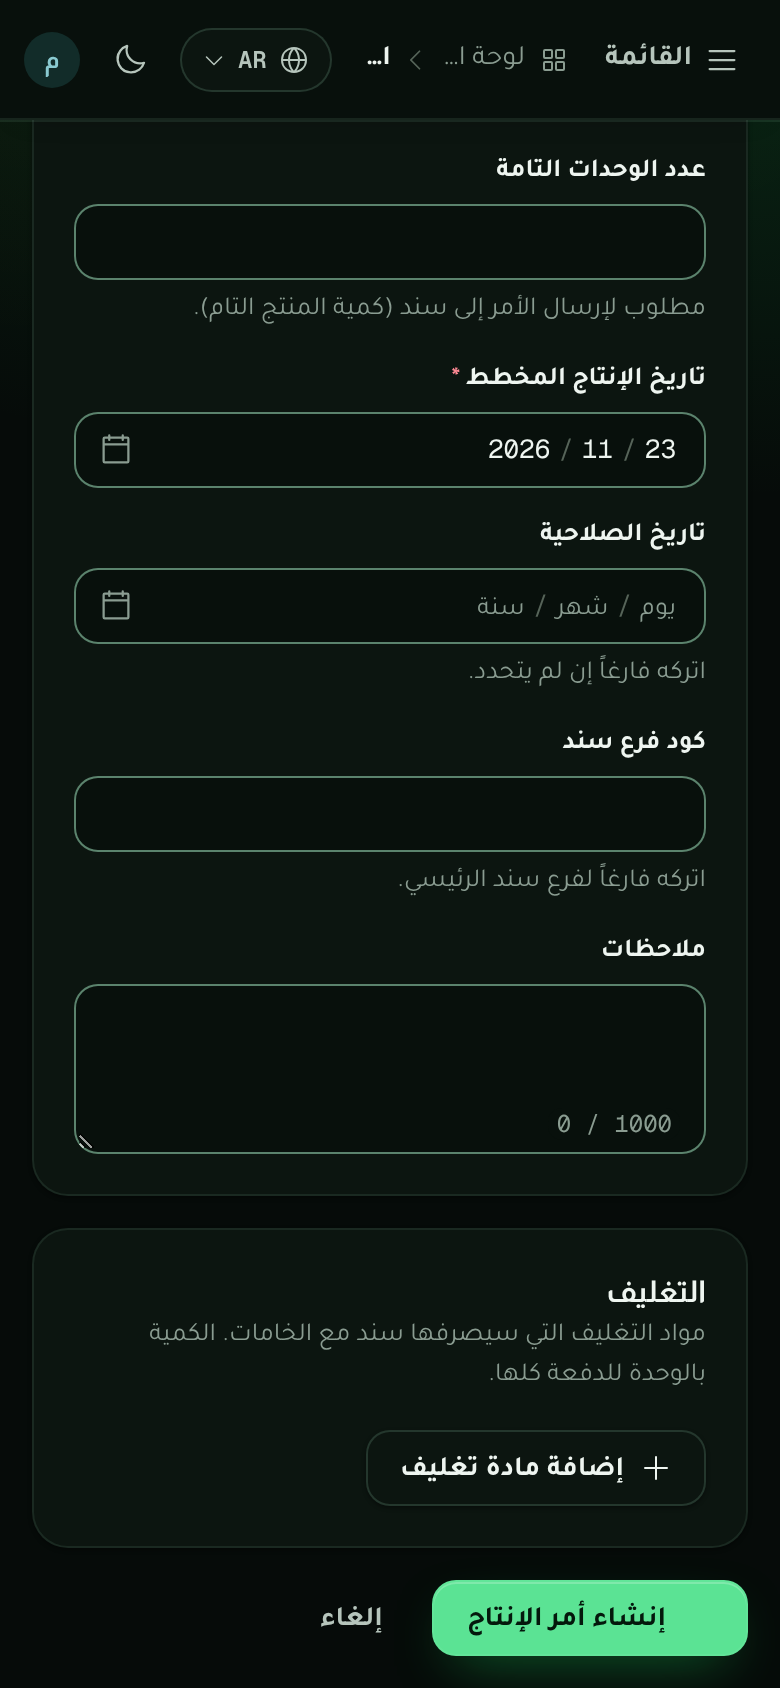 القائمة لوحة ا... ا... AR م
عدد الوحدات التامة
مطلوب لإرسال الأمر إلى سند (كمية المنتج التام).
تاريخ الإنتاج المخطط *
23 / 11 / 2026
تاريخ الصلاحية
يوم / شهر / سنة
اتركه فارغاً إن لم يتحدد.
كود فرع سند
اتركه فارغاً لفرع سند الرئيسي.
ملاحظات
0 / 1000
التغليف
مواد التغليف التي سيصرفها سند مع الخامات. الكمية
بالوحدة للدفعة كلها.
إضافة مادة تغليف
إنشاء أمر الإنتاج إلغاء